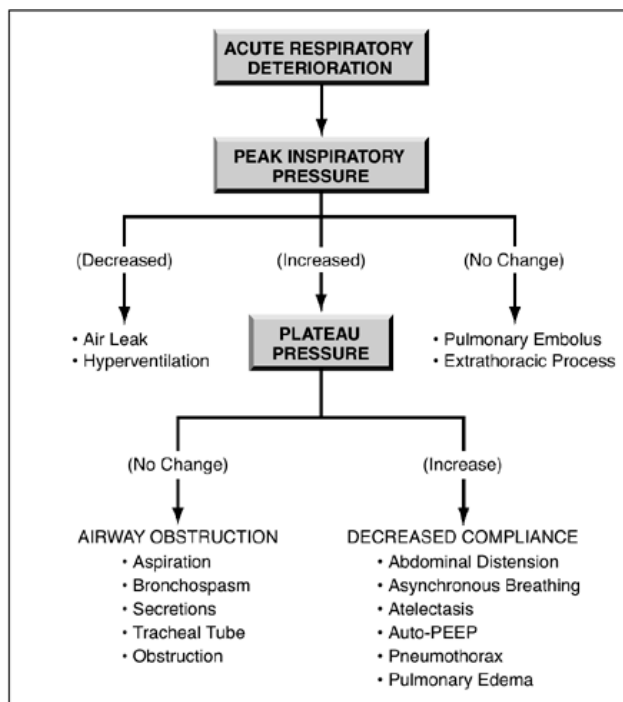 ACUTE RESPIRATORY
DETERIORATION
PEAK INSPIRATORY
PRESSURE
(Decreased)
(Increased)
(No Change)
• Air Leak
• Hyperventilation
PLATEAU
PRESSURE
• Pulmonary Embolus
• Extrathoracic Process
(No Change)
(Increase)
AIRWAY OBSTRUCTION
• Aspiration
• Bronchospasm
• Secretions
• Tracheal Tube
• Obstruction
DECREASED COMPLIANCE
• Abdominal Distension
• Asynchronous Breathing
• Atelectasis
• Auto-PEEP
• Pneumothorax
• Pulmonary Edema